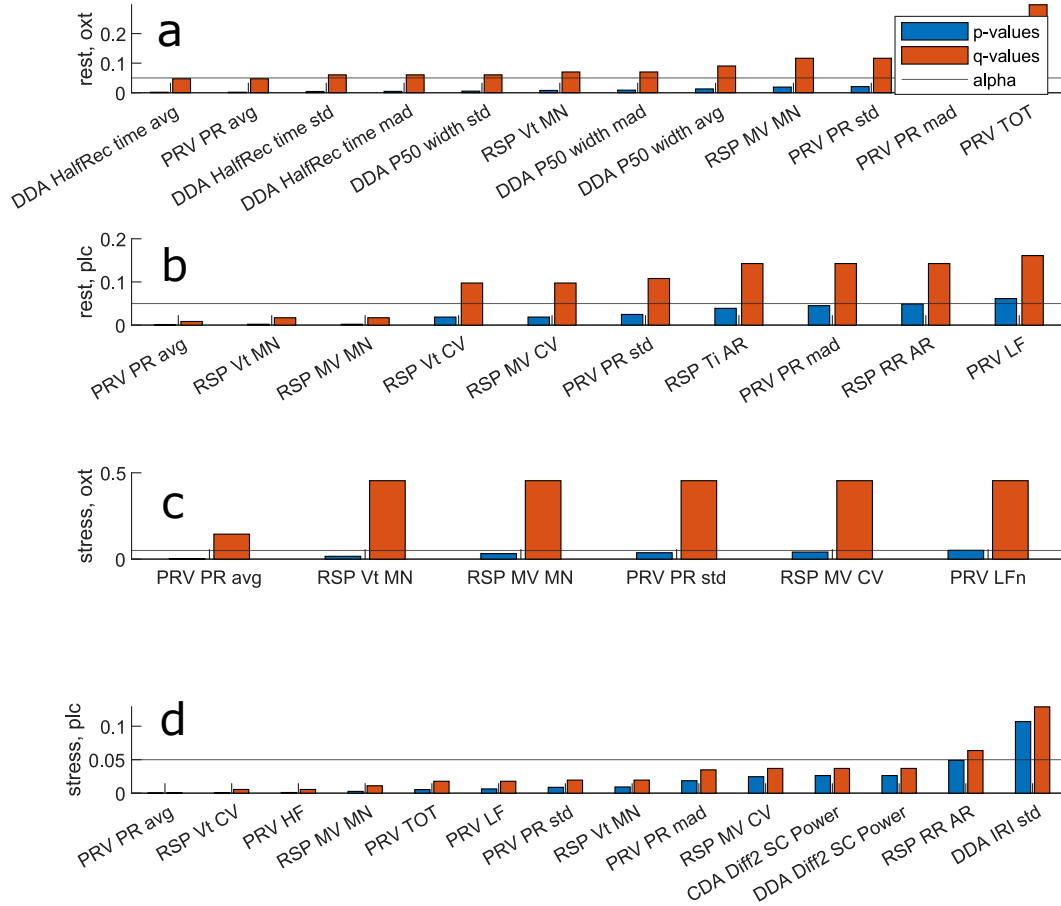 a
rest, oxt
0.2
0.1
0
p-values
q-values
alpha
DDA HalfRec time avg
PRV PR avg
DDA HalfRec time std
DDA HalfRec time mad
DDA P50 width std
RSP Vt MN
DDA P50 width mad
DDA P50 width avg
RSP MV MN
PRV PR std
PRV PR mad
PRV TOT
b
rest, plc
0.2
0.1
0
PRV PR avg
RSP Vt MN
RSP MV MN
RSP Vt CV
RSP MV CV
PRV PR std
RSP Ti AR
PRV PR mad
RSP RR AR
PRV LF
c
stress, oxt
0.5
0
PRV PR avg
RSP Vt MN
RSP MV MN
PRV PR std
RSP MV CV
PRV LFn
d
stress, plc
0.1
0.05
0
PRV PR avg
RSP Vt CV
PRV HF
RSP MV MN
PRV TOT
PRV LF
PRV PR std
RSP Vt MN
PRV PR mad
RSP MV CV
CDA Diff2 SC Power
DDA Diff2 SC Power
RSP RR AR
DDA IRI std